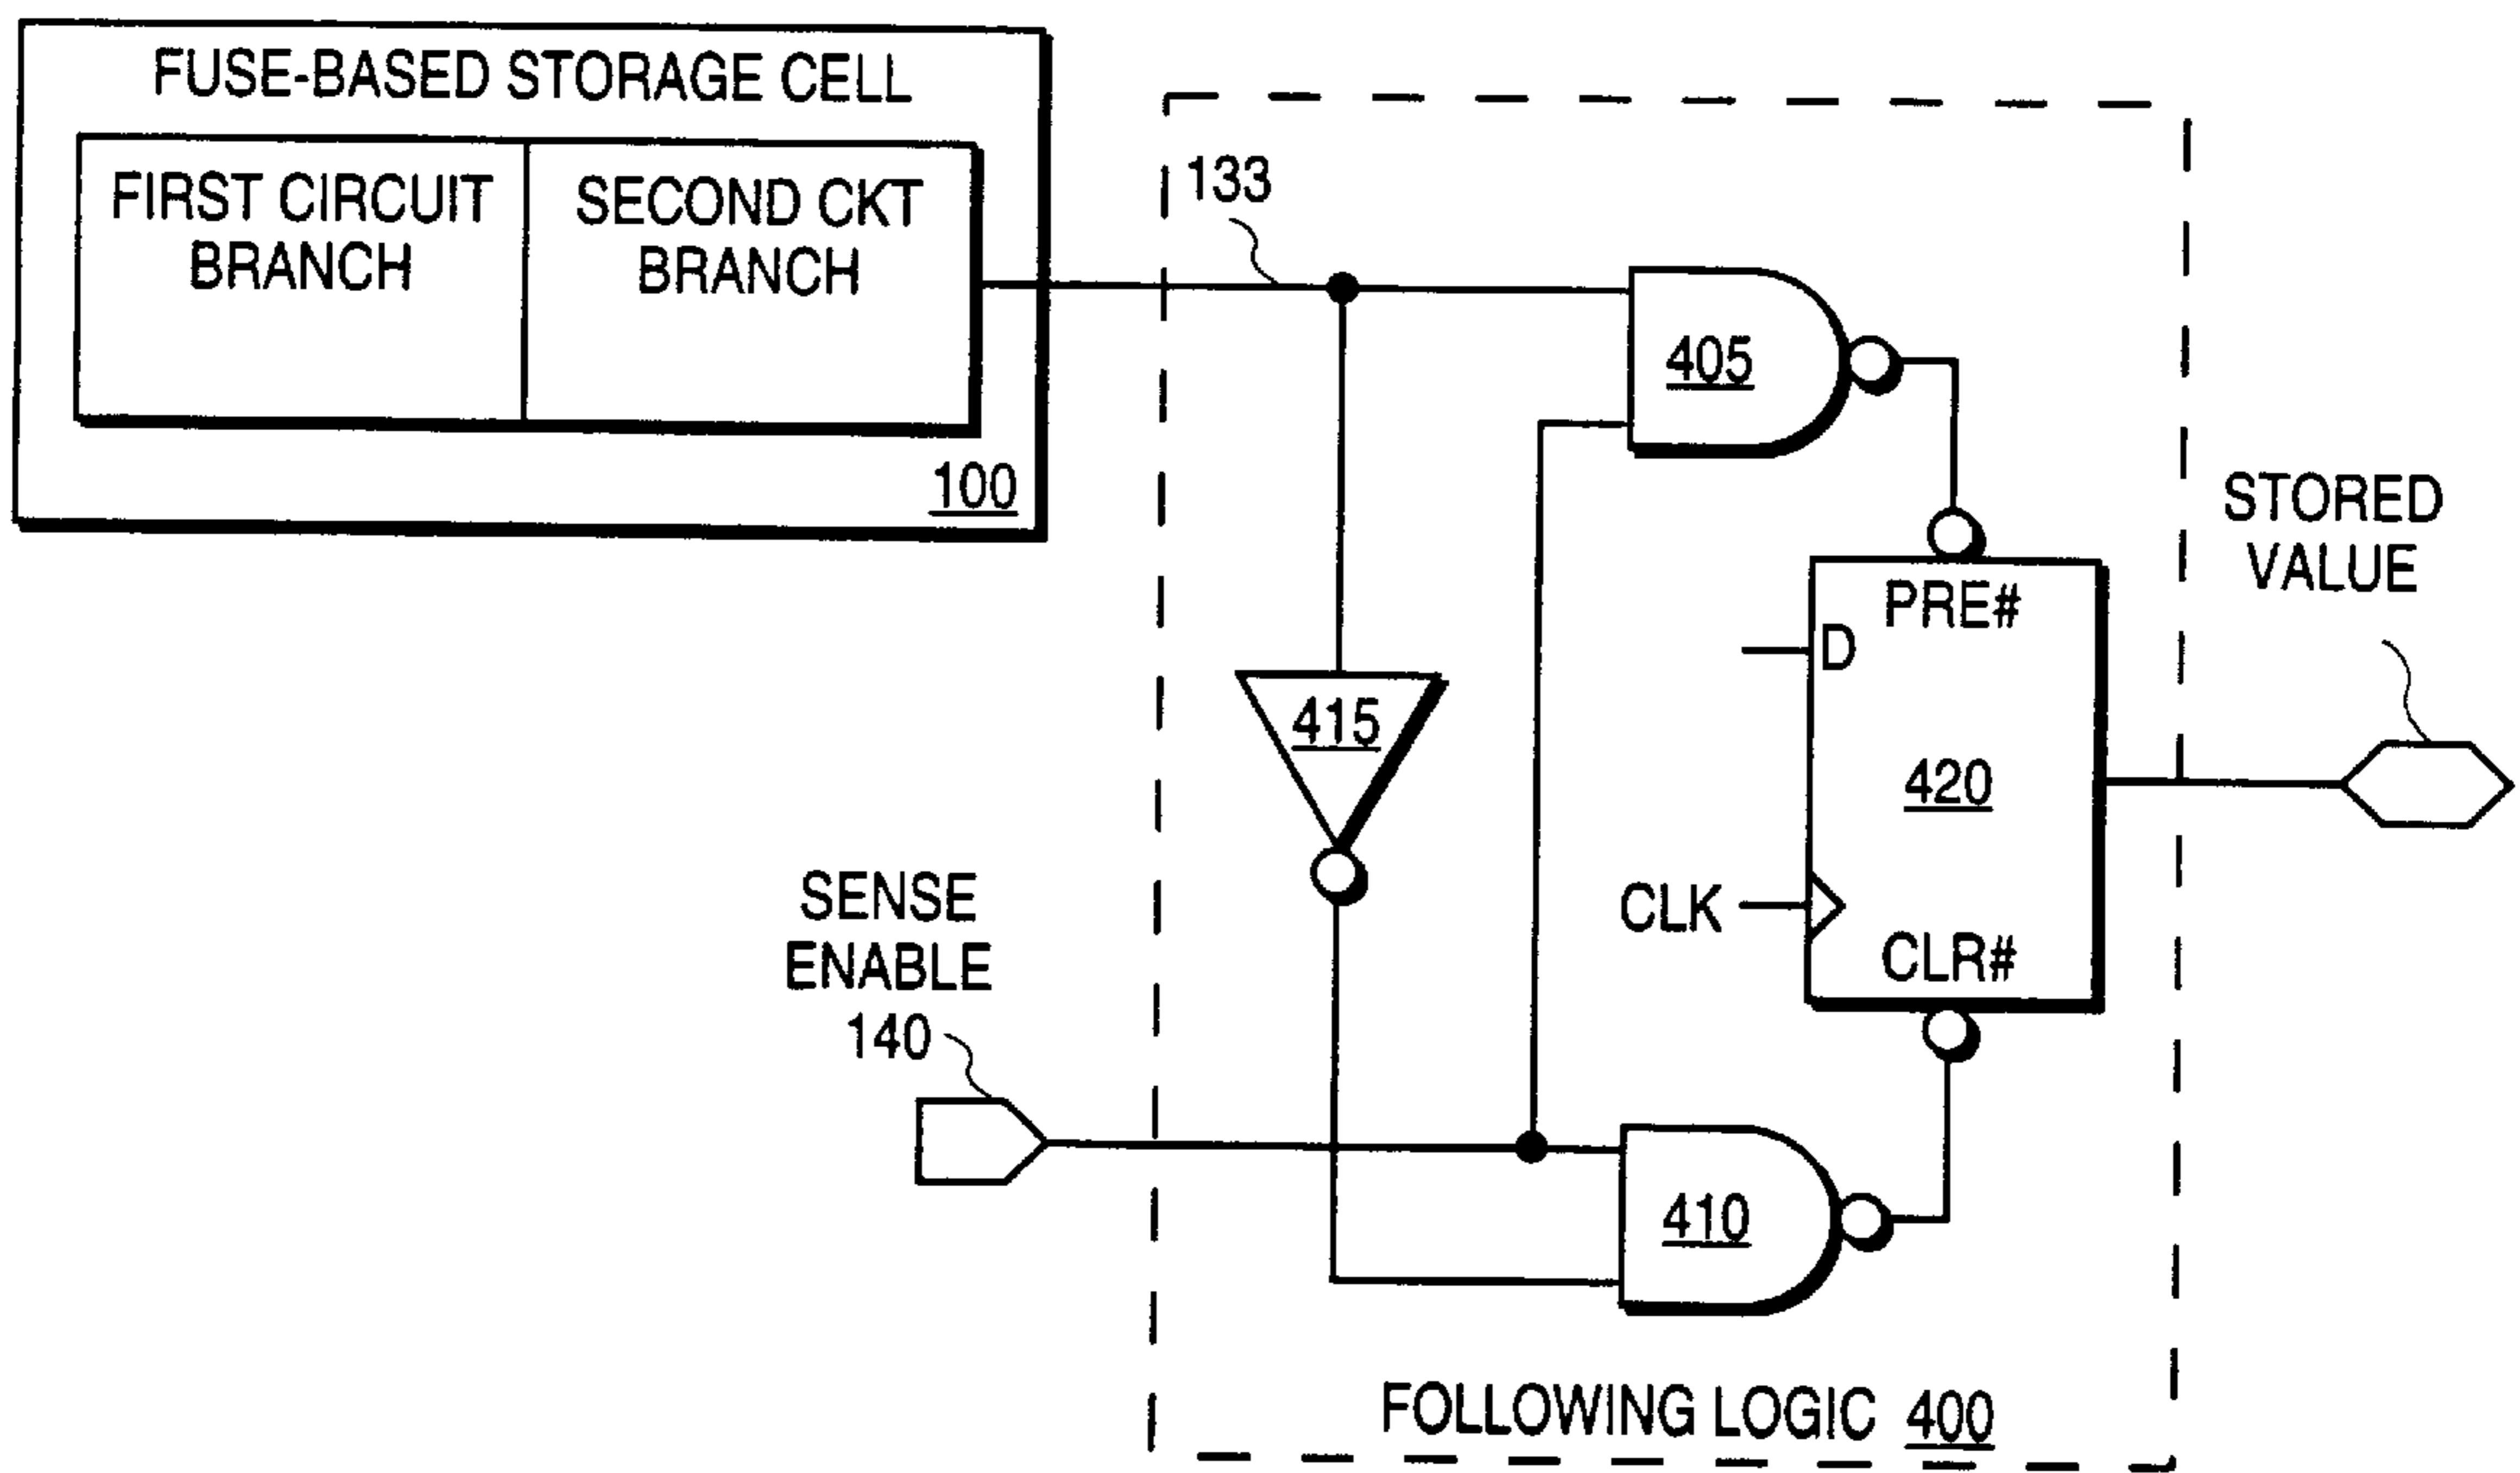 FUSE-BASED STORAGE CELL
FIRST CIRCUIT
BRANCH
SECOND CKT
BRANCH
100
133
405
STORED
VALUE
PRE#
D
415
420
CLK
CLR#
SENSE
ENABLE
140
410
FOLLOWING LOGIC 400